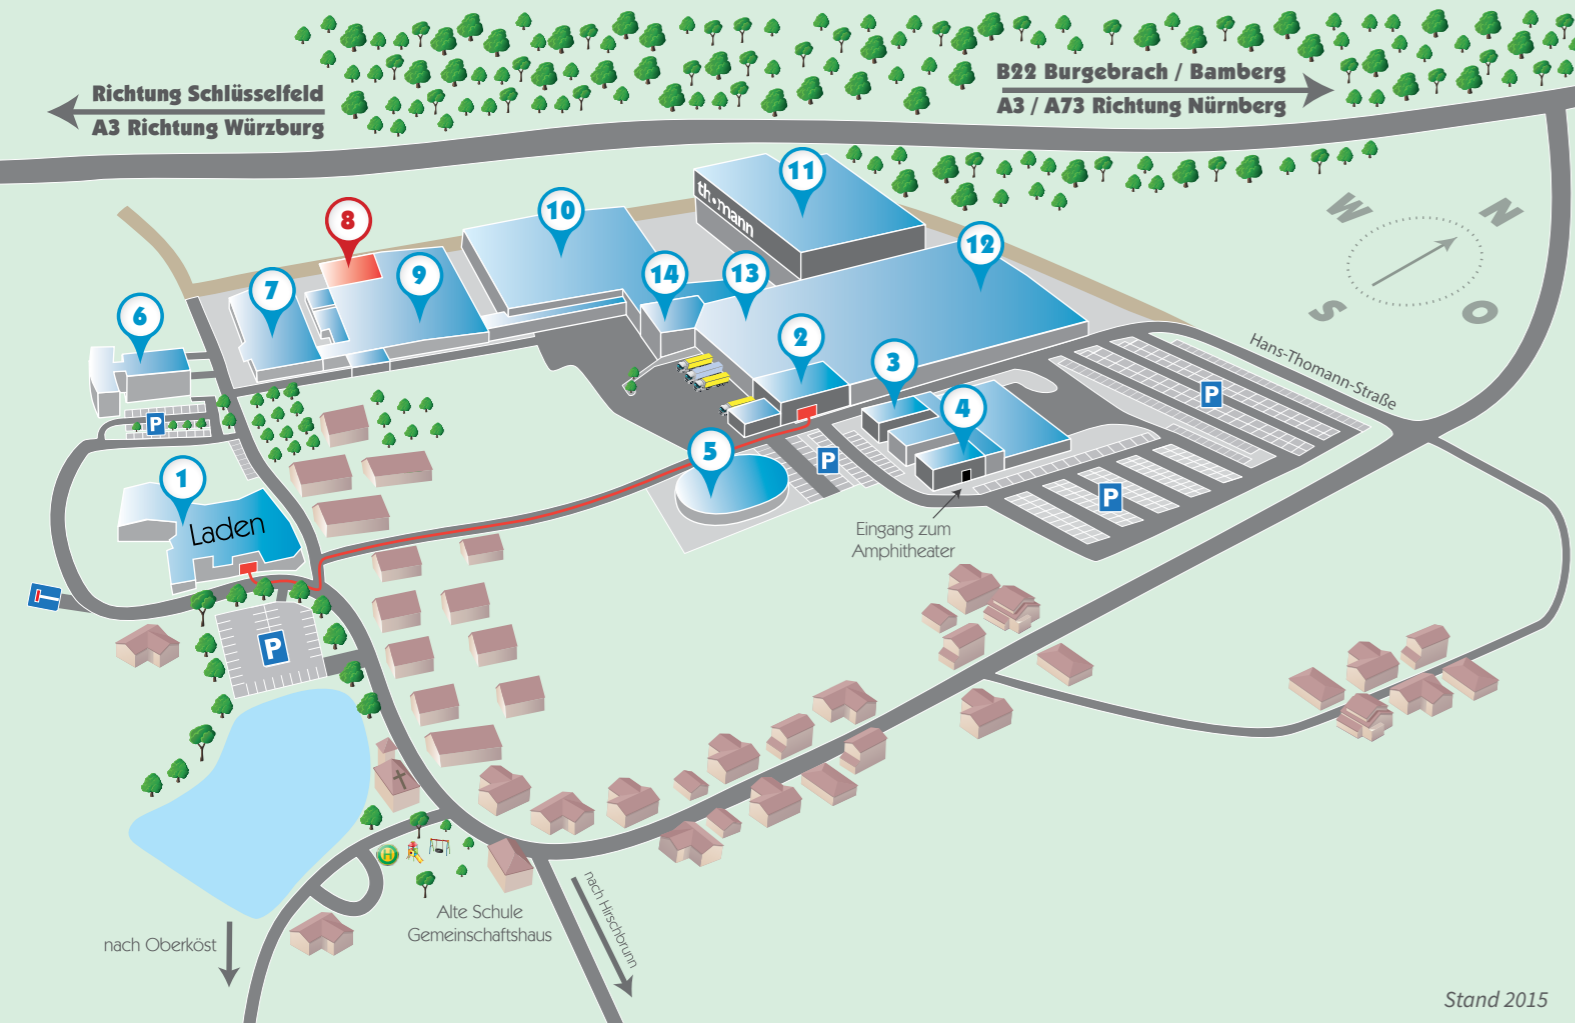 Richtung Schlüsselfeld
A3 Richtung Würzburg
B22 Burgebrach / Bamberg
A3 / A73 Richtung Nürnberg
11
thomann
8
10
12
W
N
S
O
9
14
13
7
6
2
3
Hans-Thomann-Straße
P
4
P
5
P
P
1
Laden
Eingang zum
Amphitheater
P
H
Alte Schule
Gemeinschaftshaus
nach Hirschbrunn
nach Oberköst
Stand 2015